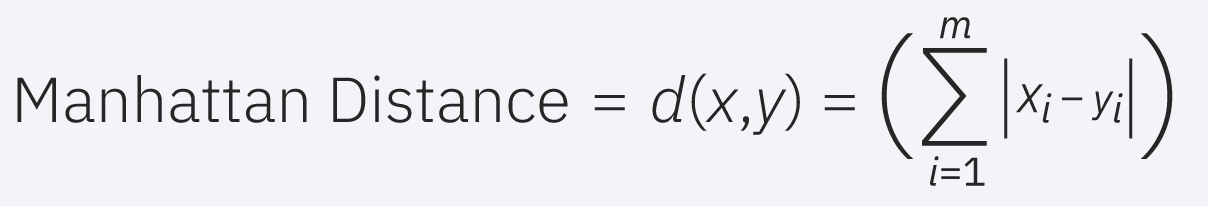 Manhattan Distance = d(x,y) = (∑_{i=1}^{m} |x_i - y_i|)